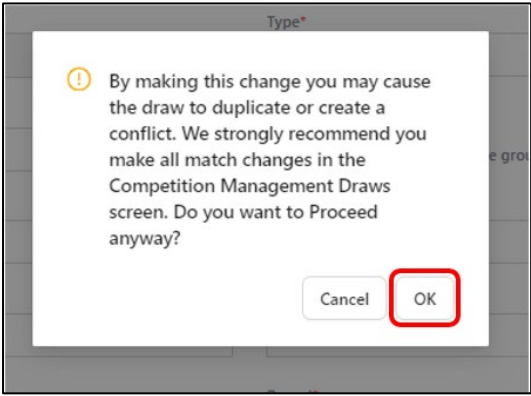 Type*
By making this change you may cause
the draw to duplicate or create a
conflict. We strongly recommend you
make all match changes in the
e grou
Competition Management Draws
screen. Do you want to Proceed
anyway?
Cancel
OK